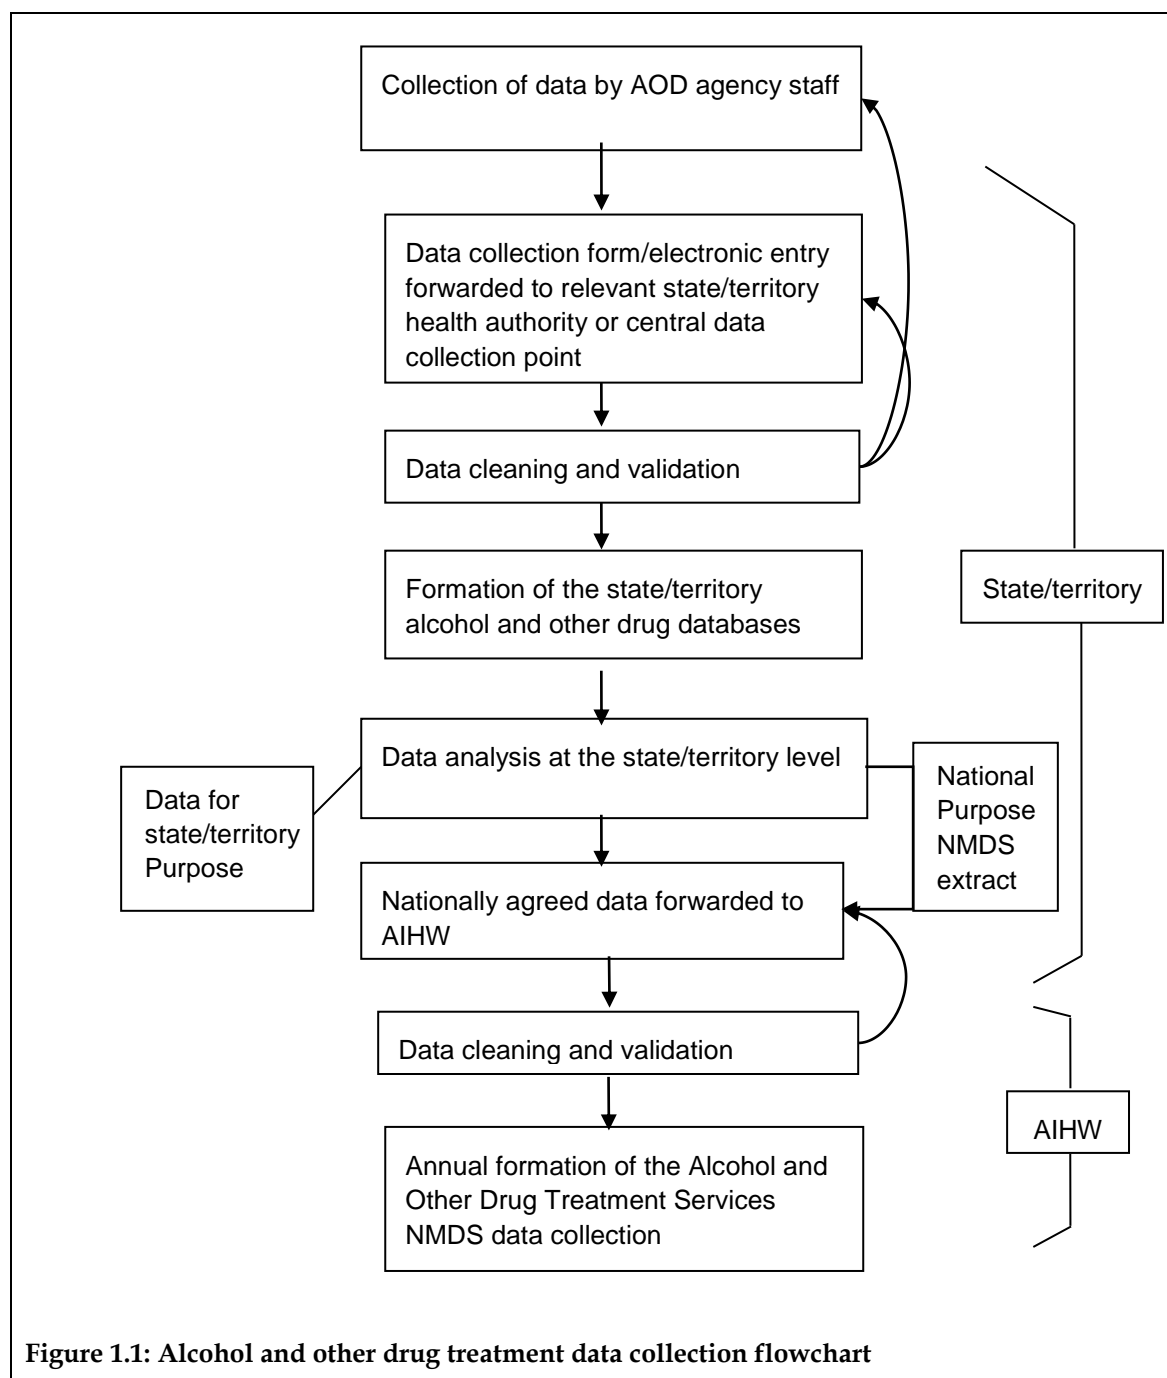 Collection of data by AOD agency staff
Data collection form/electronic entry
forwarded to relevant state/territory
health authority or central data
collection point
Data cleaning and validation
Formation of the state/territory
alcohol and other drug databases
State/territory
Data analysis at the state/territory level
Data for
state/territory
Purpose
National
Purpose
NMDS
extract
Nationally agreed data forwarded to
AIHW
Data cleaning and validation
AIHW
Annual formation of the Alcohol and
Other Drug Treatment Services
NMDS data collection
Figure 1.1: Alcohol and other drug treatment data collection flowchart